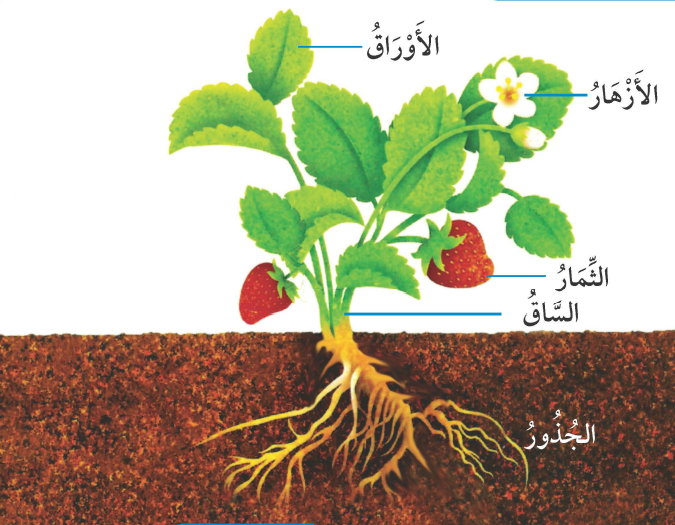 الأَوْرَاقُ
الأَزْهَارُ
الثِّمَارُ
السَّاقُ
الجُذُورُ